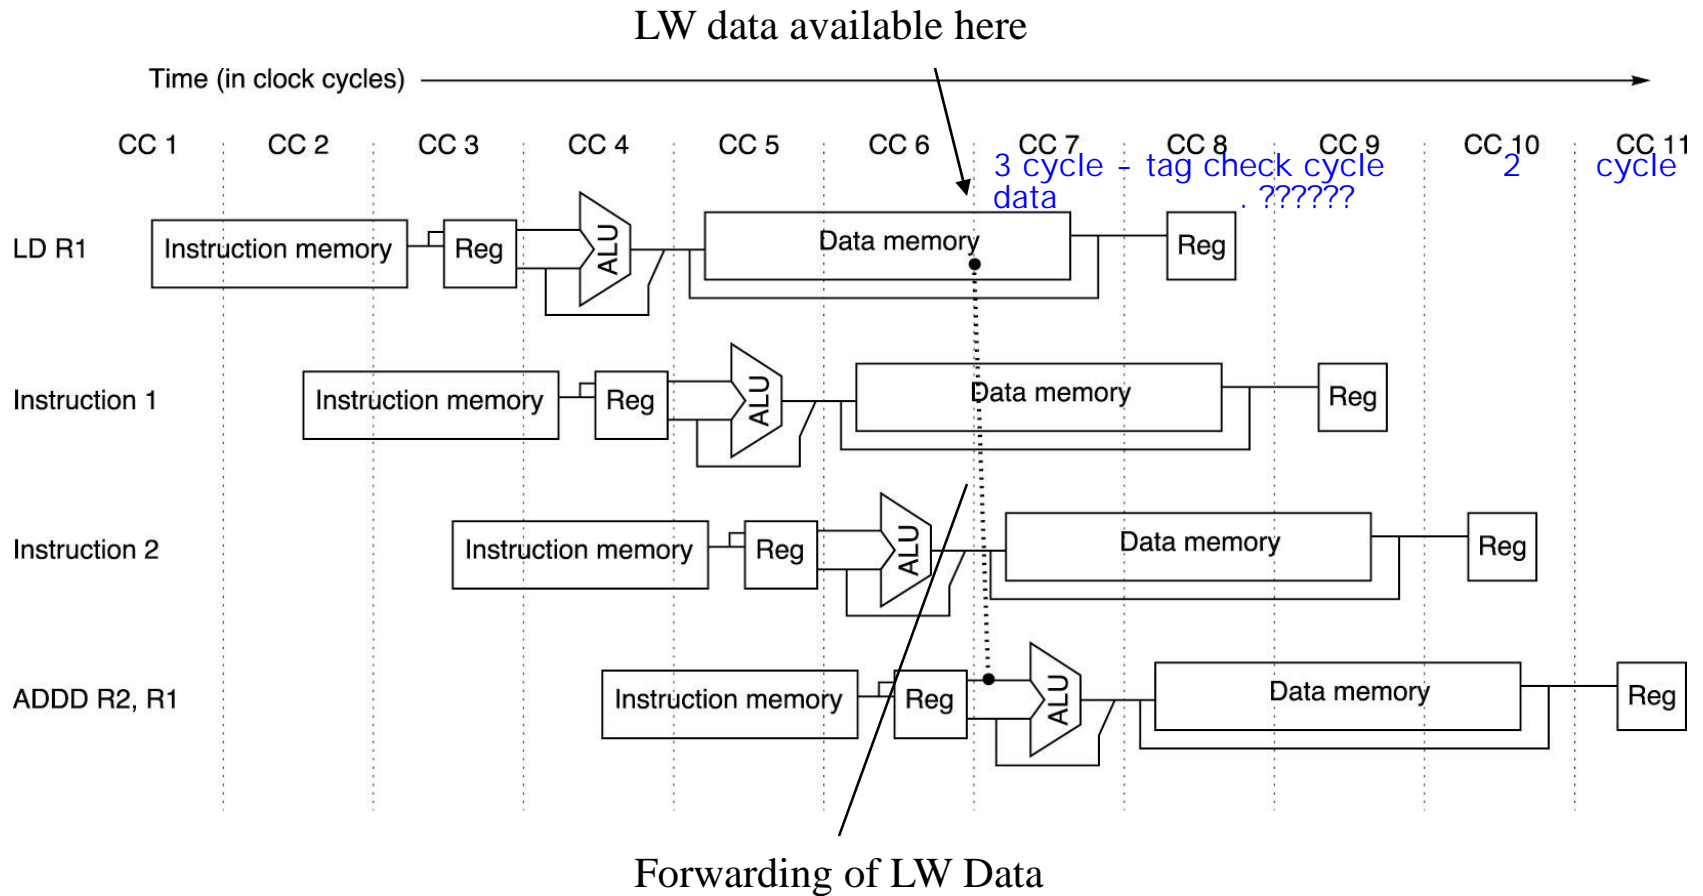 LW data available here
Time (in clock cycles)
CC 1 CC 2 CC 3 CC 4 CC 5 CC 6 CC 7 CC 8 CC 9 CC 10 CC 11
3 cycle - tag check cycle 2 cycle
data . ??????
LD R1 Instruction memory Reg ALU Data memory Reg
Instruction 1 Instruction memory Reg ALU Data memory Reg
Instruction 2 Instruction memory Reg ALU Data memory Reg
ADDD R2, R1 Instruction memory Reg ALU Data memory Reg
Forwarding of LW Data